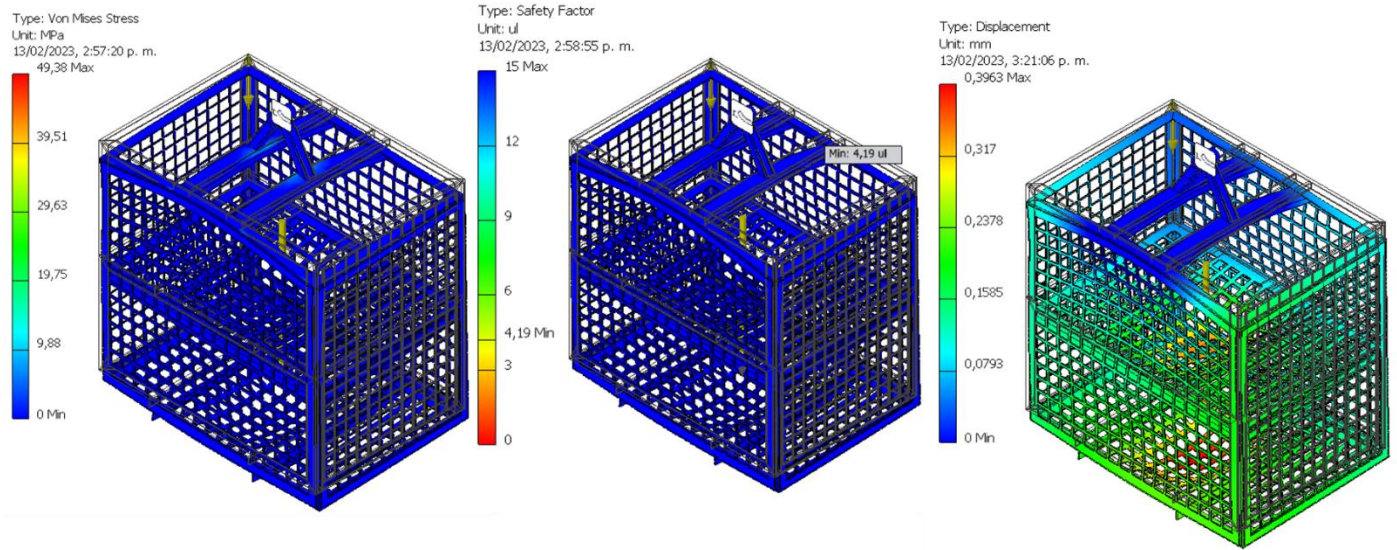 Type: Von Mises Stress
Unit: MPa
13/02/2023, 2:57:20 p. m.
49,38 Max
39,51
29,63
19,75
9,88
0 Min
Type: Safety Factor
Unit: ul
13/02/2023, 2:58:55 p. m.
15 Max
12
9
6
4,19 Min
3
0
Min: 4,19 ul
Type: Displacement
Unit: mm
13/02/2023, 3:21:06 p. m.
0,3963 Max
0,317
0,2378
0,1585
0,0793
0 Min